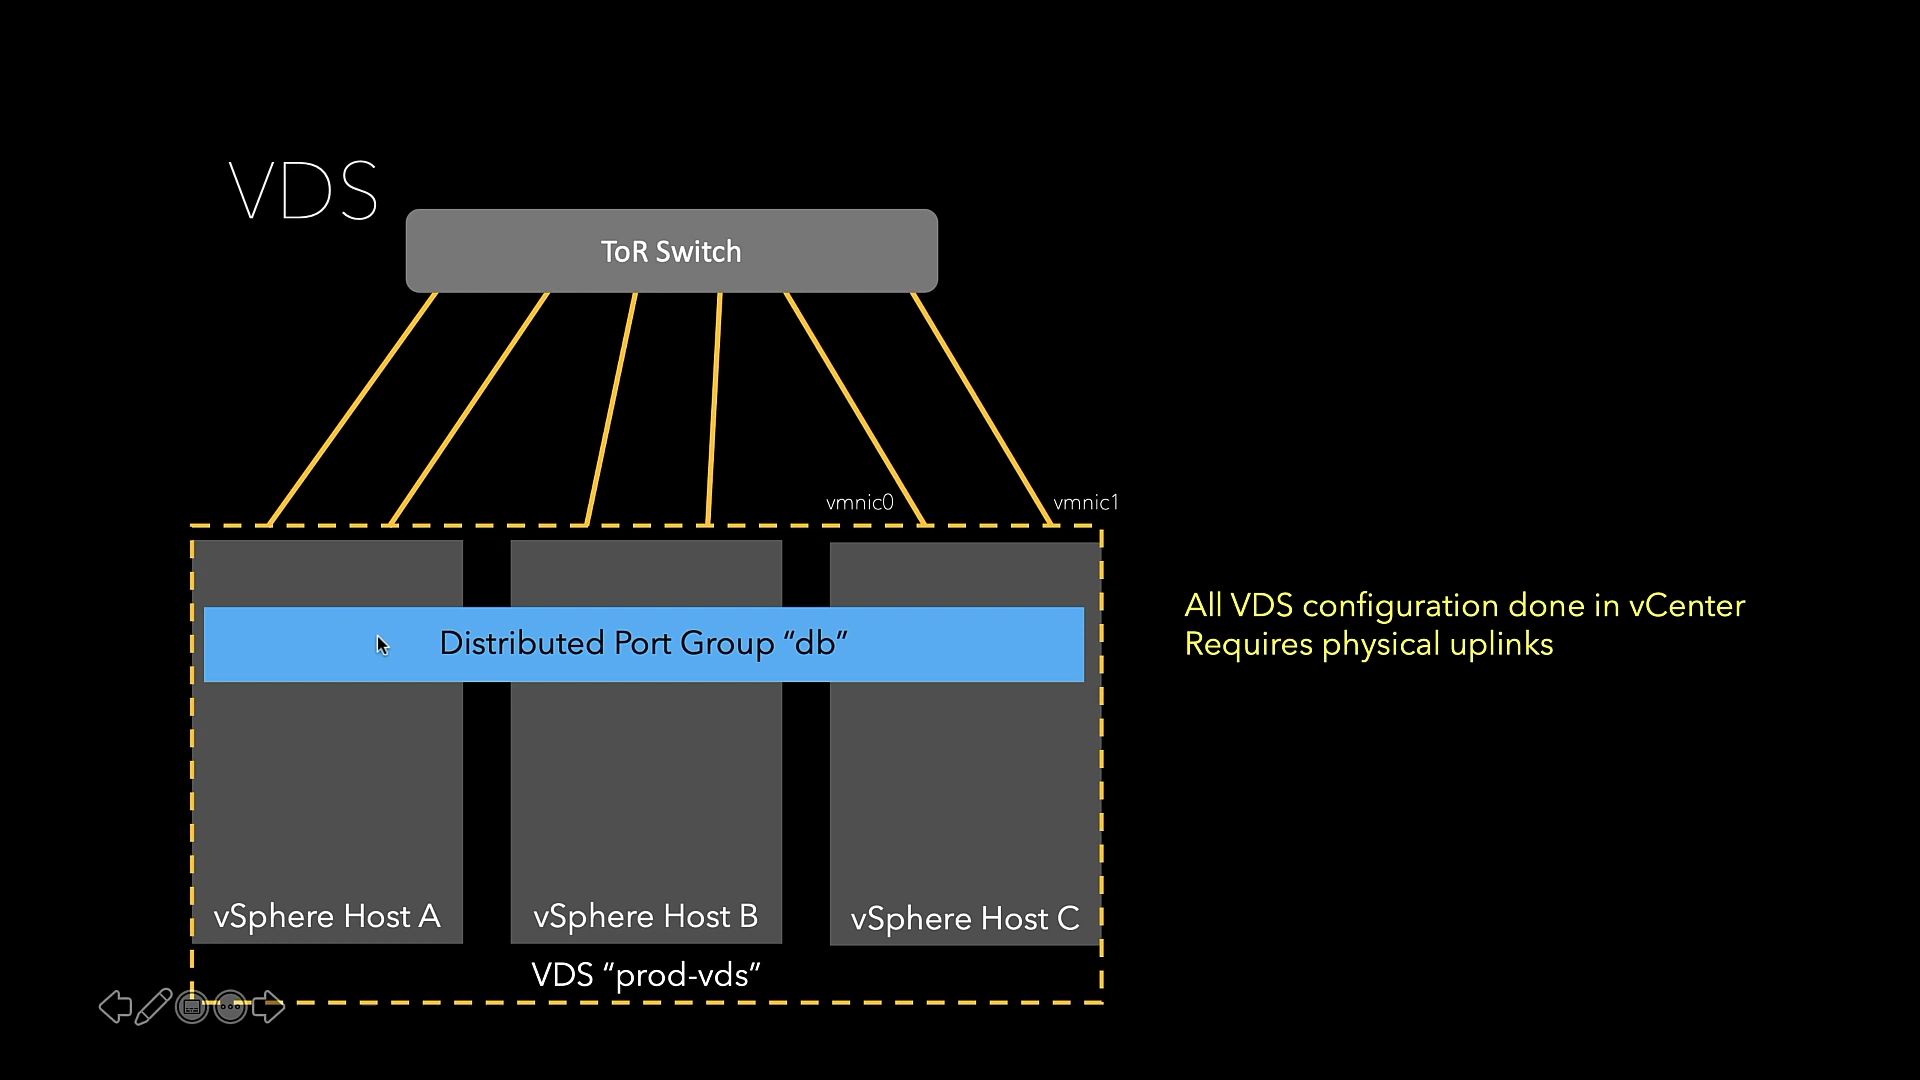 VDS
ToR Switch
vmnic0
vmnic1
Distributed Port Group “db”
All VDS configuration done in vCenter
Requires physical uplinks
vSphere Host A
vSphere Host B
vSphere Host C
VDS “prod-vds”